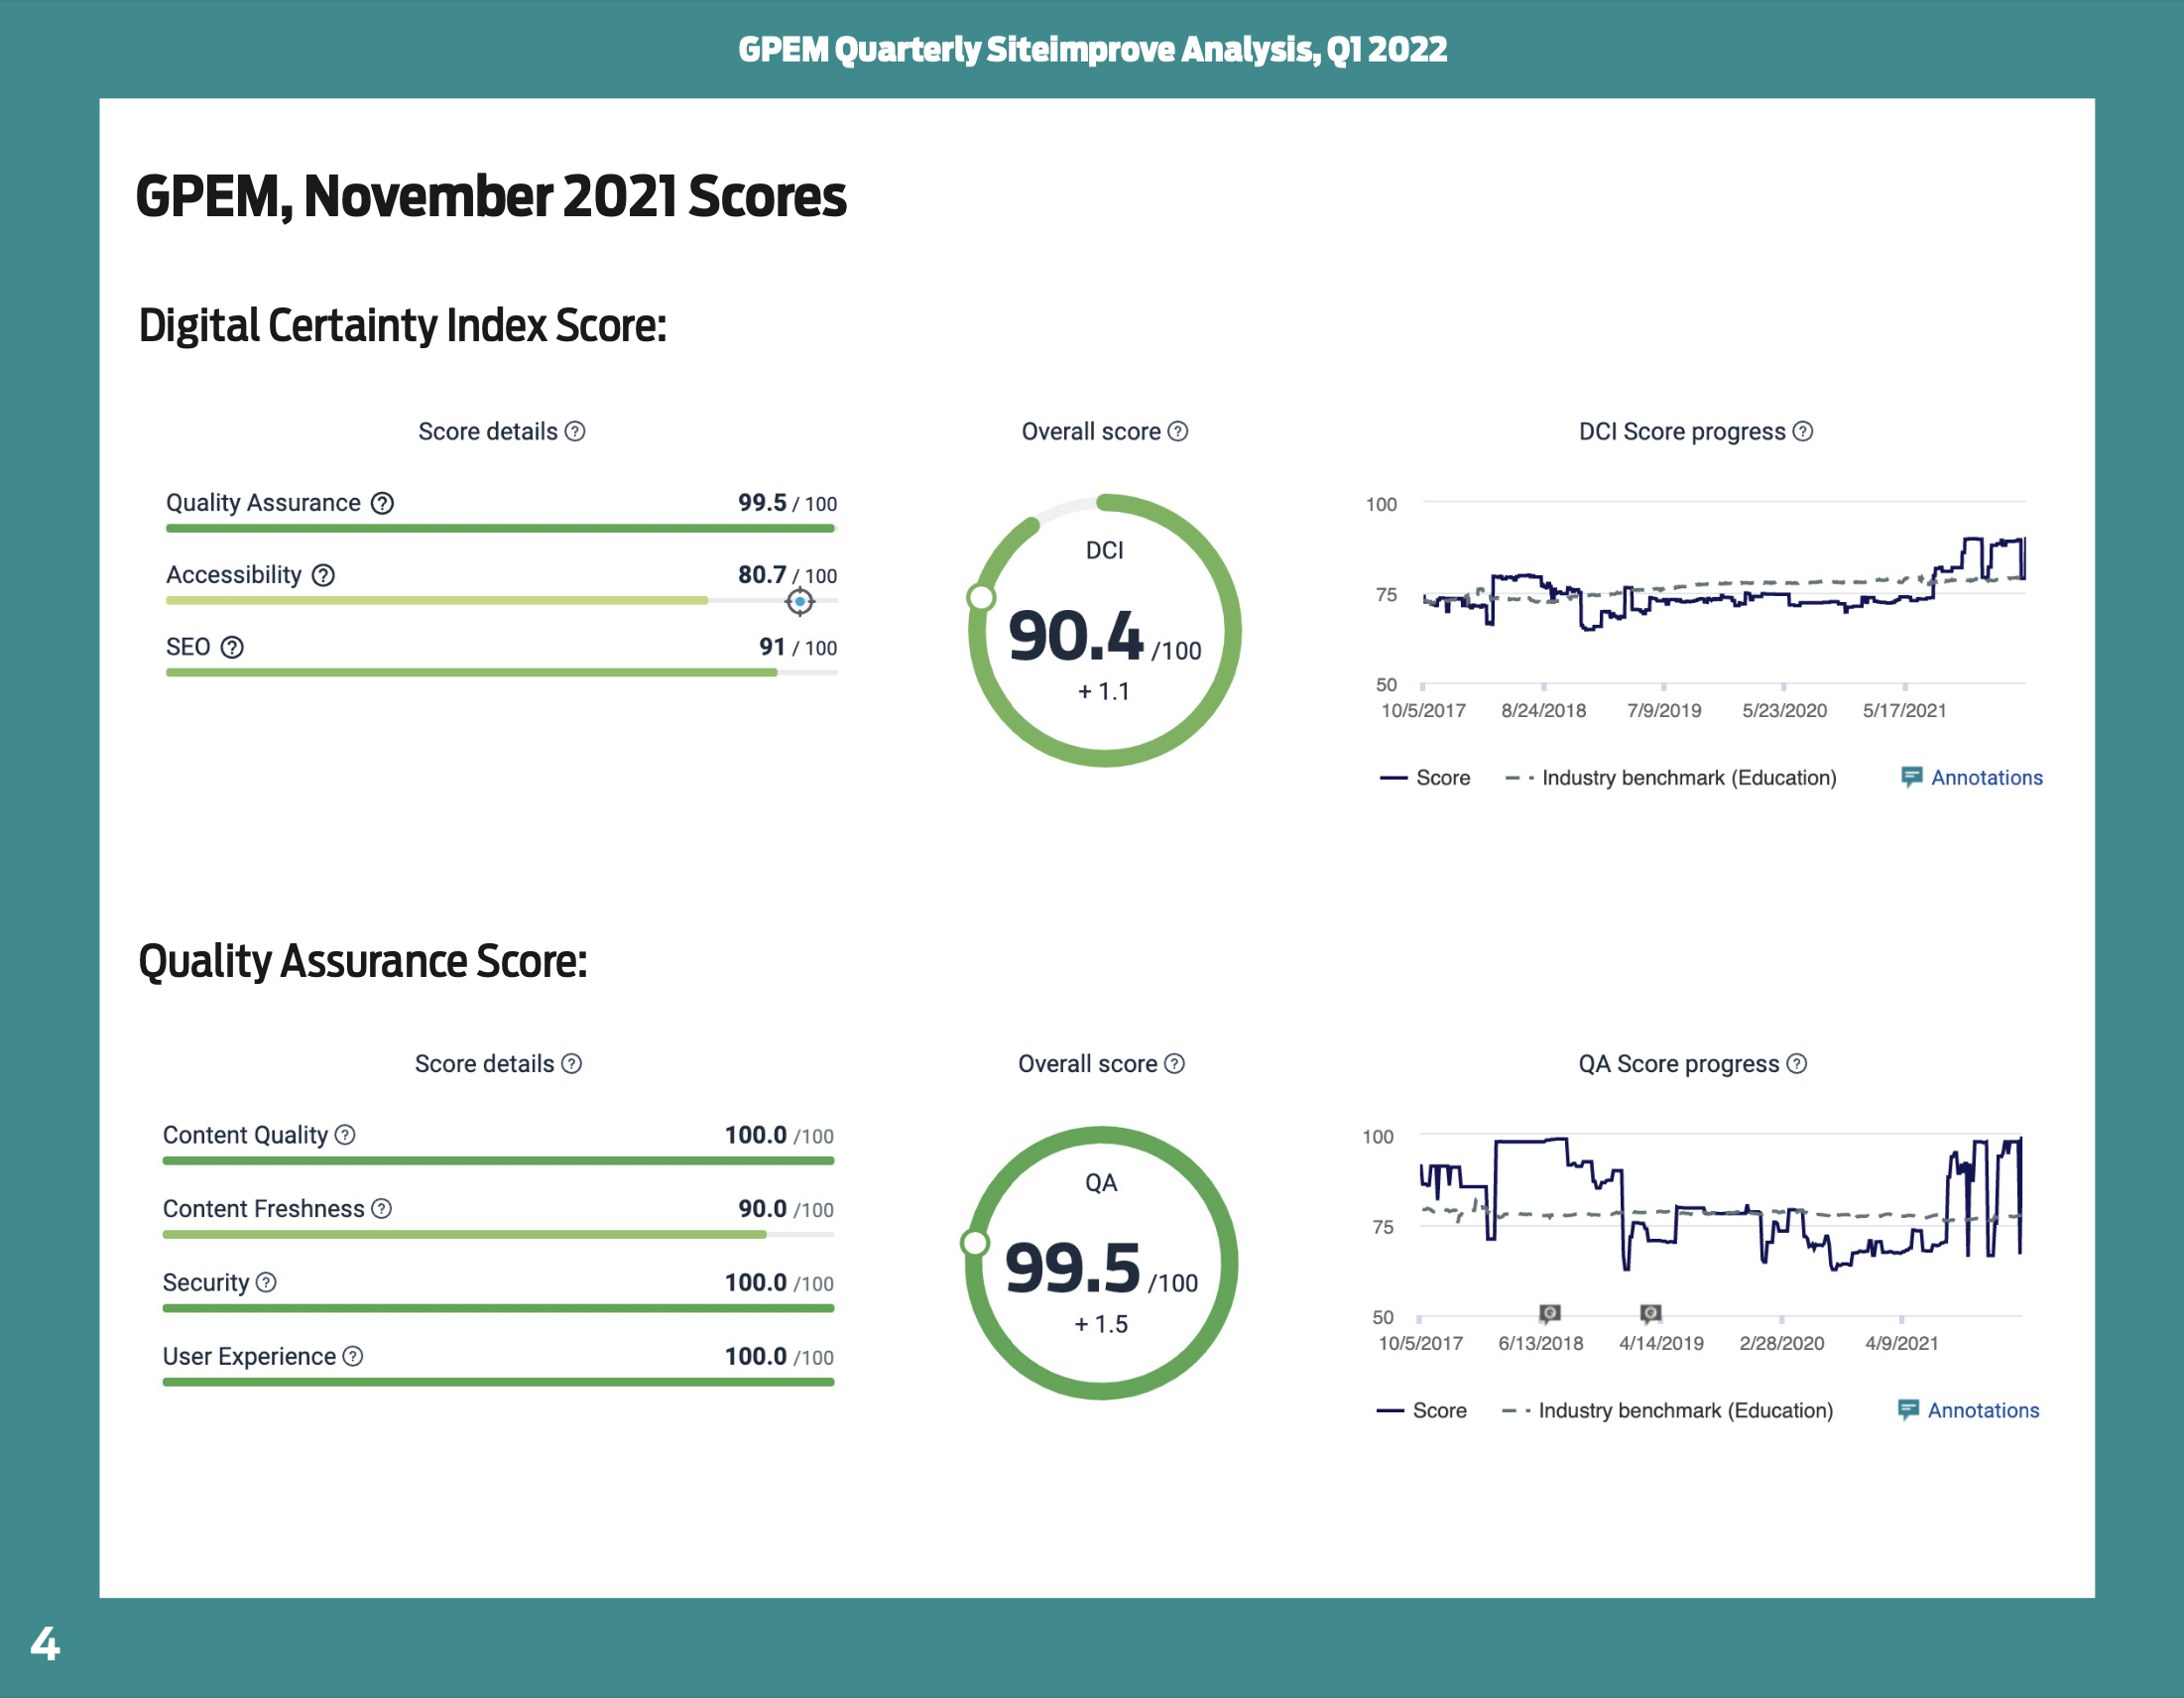 GPEM Quarterly Siteimprove Analysis, Q1 2022
GPEM, November 2021 Scores
Digital Certainty Index Score:
Score details ?
Quality Assurance ? 99.5 / 100
Accessibility ? 80.7 / 100
SEO ? 91 / 100
Overall score ?
DCI
90.4 /100
+ 1.1
DCI Score progress ?
100
75
50
10/5/2017 8/24/2018 7/9/2019 5/23/2020 5/17/2021
Score Industry benchmark (Education) Annotations
Quality Assurance Score:
Score details ?
Content Quality ? 100.0 /100
Content Freshness ? 90.0 /100
Security ? 100.0 /100
User Experience ? 100.0 /100
Overall score ?
QA
99.5 /100
+ 1.5
QA Score progress ?
100
75
50
10/5/2017 6/13/2018 4/14/2019 2/28/2020 4/9/2021
Score Industry benchmark (Education) Annotations
4